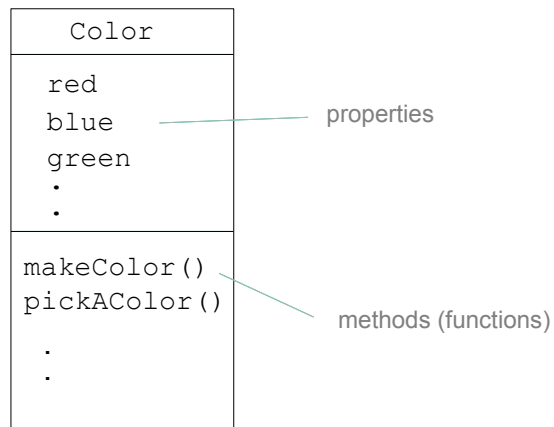 Color
red
blue
green
.
.
properties
makeColor()
pickAColor()
.
.
methods (functions)